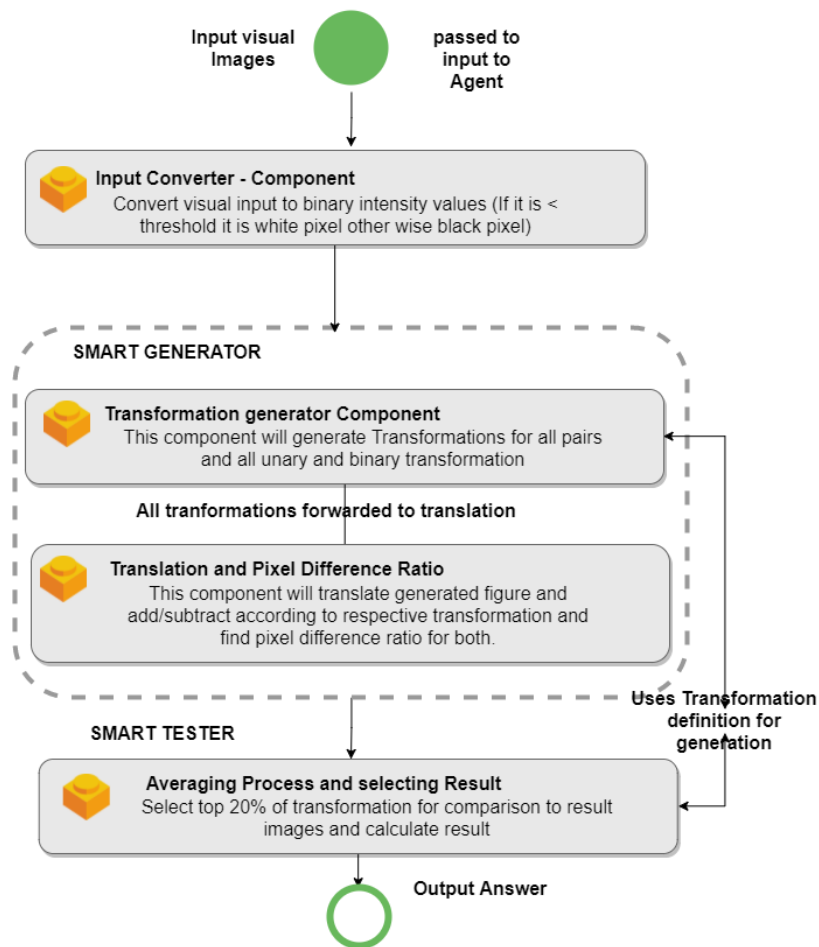 Input visual
Images
passed to
input to
Agent
Input Converter - Component
Convert visual input to binary intensity values (If it is <
threshold it is white pixel other wise black pixel)
SMART GENERATOR
Transformation generator Component
This component will generate Transformations for all pairs
and all unary and binary transformation
All tranformations forwarded to translation
Translation and Pixel Difference Ratio
This component will translate generated figure and
add/subtract according to respective transformation and
find pixel difference ratio for both.
Uses Transformation
definition for
generation
SMART TESTER
Averaging Process and selecting Result
Select top 20% of transformation for comparison to result
images and calculate result
Output Answer